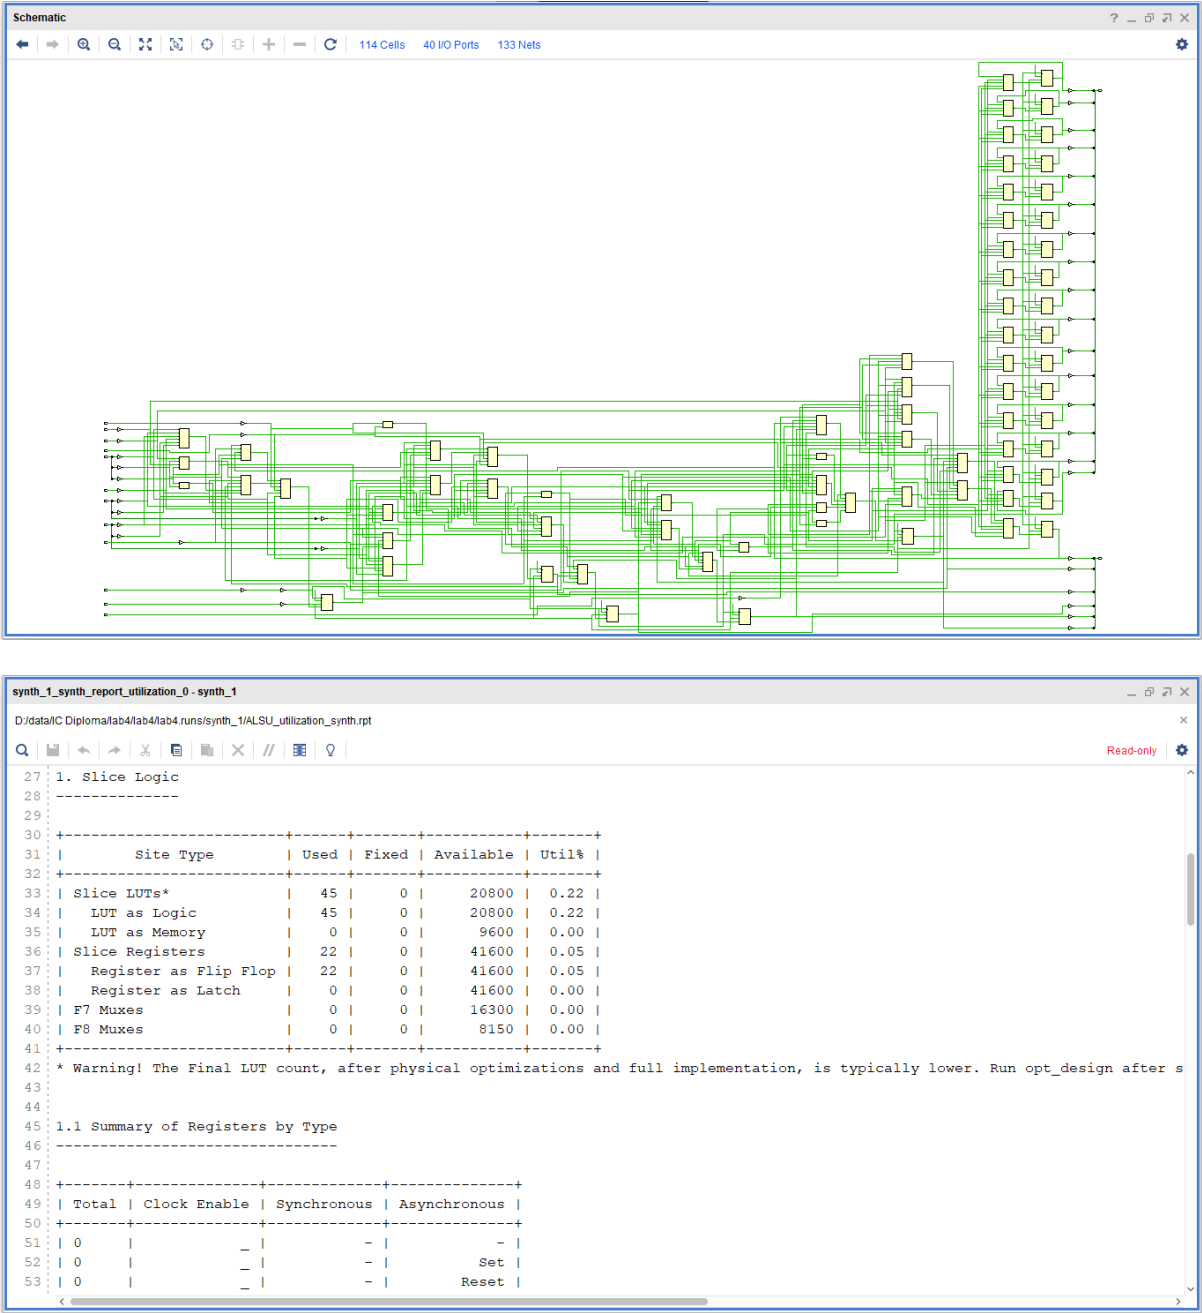 Schematic
114 Cells 40 I/O Ports 133 Nets
synth_1_synth_report_utilization_0 - synth_1
D:/data/IC Diploma/lab4/lab4/lab4.runs/synth_1/ALSU_utilization_synth.rpt
Read-only
27 1. Slice Logic
28 --------------
29
30 +-------------------------+------+-------+-----------+-------+
31 |        Site Type        | Used | Fixed | Available | Util% |
32 +-------------------------+------+-------+-----------+-------+
33 | Slice LUTs*             |   45 |     0 |     20800 |  0.22 |
34 |   LUT as Logic          |   45 |     0 |     20800 |  0.22 |
35 |   LUT as Memory         |    0 |     0 |      9600 |  0.00 |
36 | Slice Registers         |   22 |     0 |     41600 |  0.05 |
37 |   Register as Flip Flop |   22 |     0 |     41600 |  0.05 |
38 |   Register as Latch     |    0 |     0 |     41600 |  0.00 |
39 | F7 Muxes                |    0 |     0 |     16300 |  0.00 |
40 | F8 Muxes                |    0 |     0 |      8150 |  0.00 |
41 +-------------------------+------+-------+-----------+-------+
42 * Warning! The Final LUT count, after physical optimizations and full implementation, is typically lower. Run opt_design after s
43
44
45 1.1 Summary of Registers by Type
46 --------------------------------
47
48 +-------+--------------+-------------+--------------+
49 | Total | Clock Enable | Synchronous | Asynchronous |
50 +-------+--------------+-------------+--------------+
51 | 0     |            _ |           - |            - |
52 | 0     |            _ |           - |          Set |
53 | 0     |            _ |           - |        Reset |